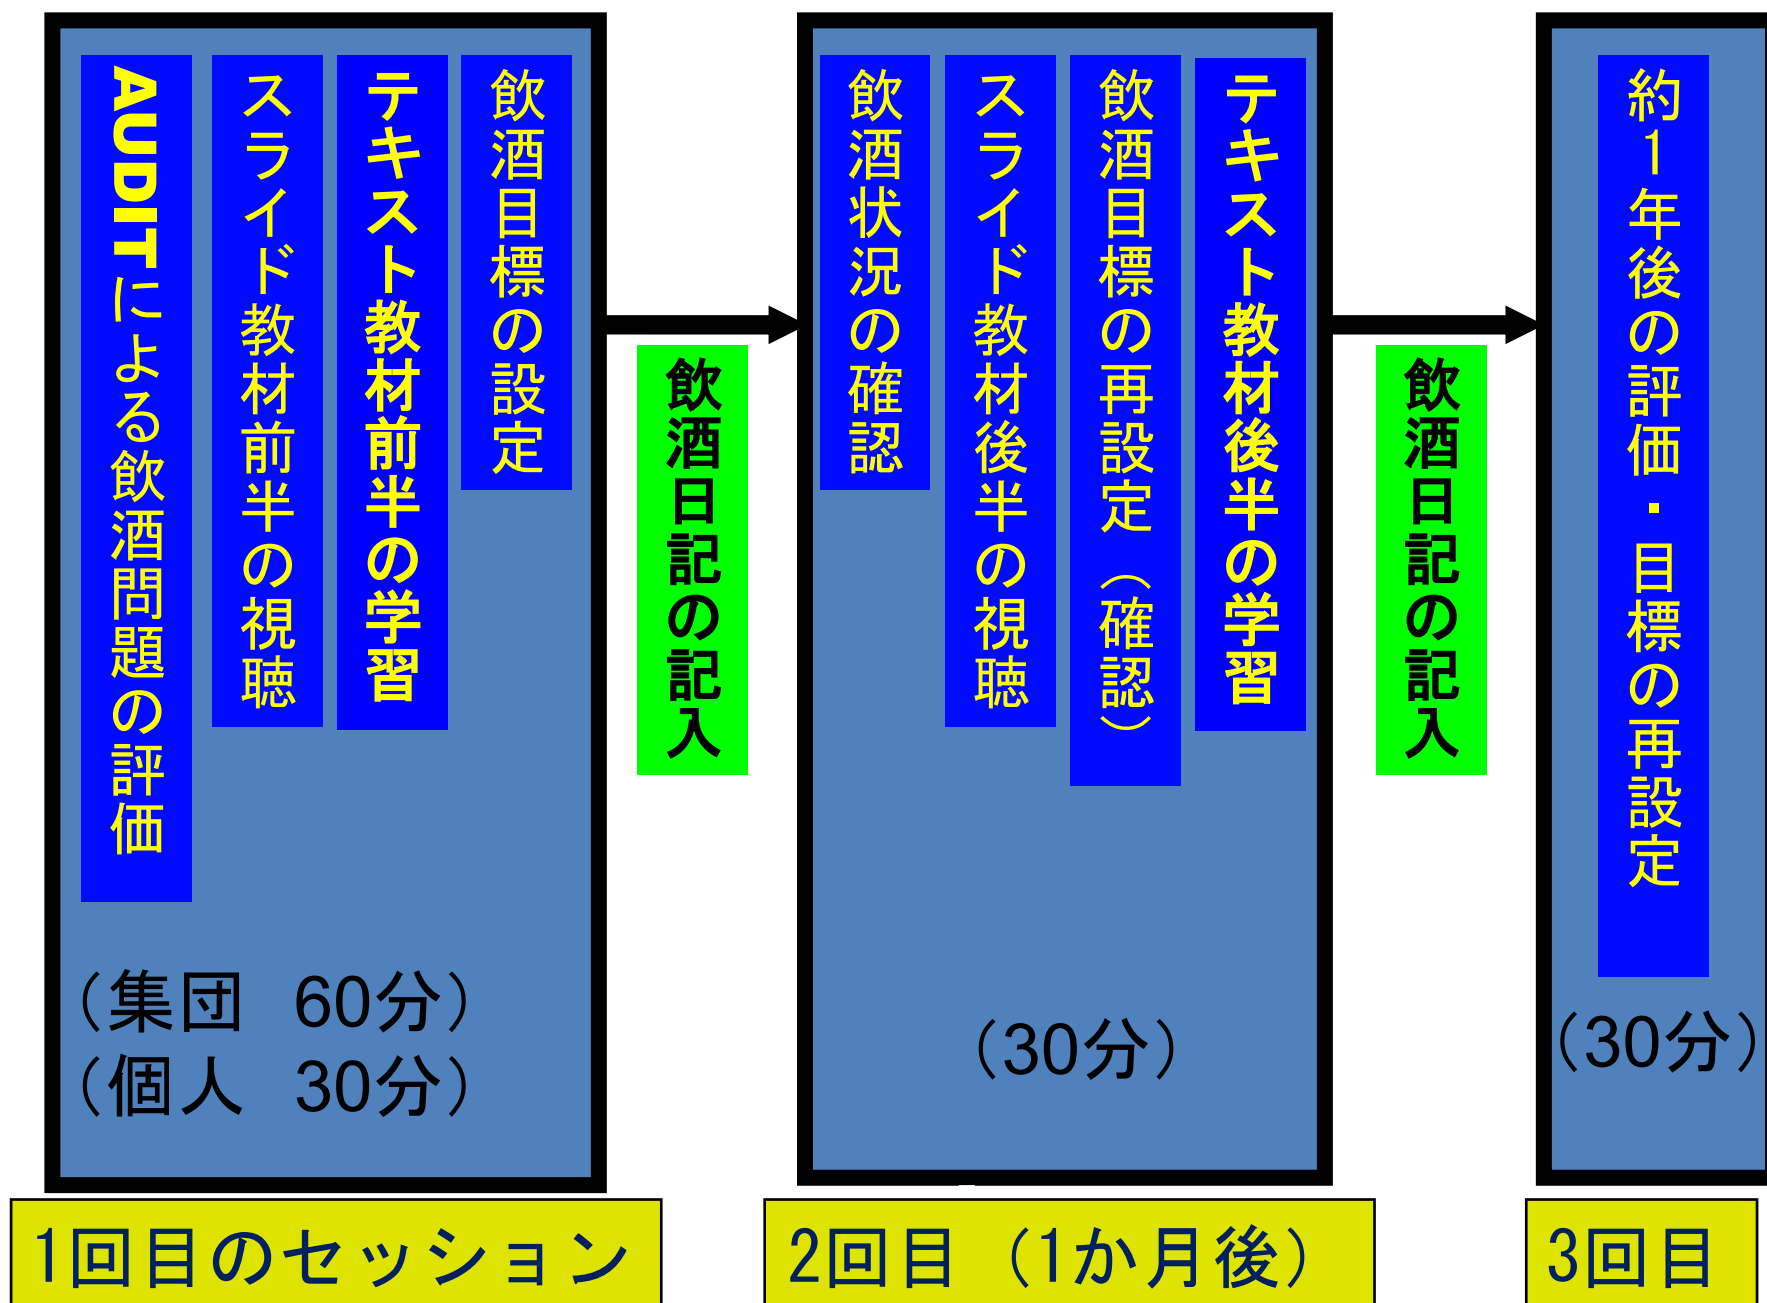 AUDITによる飲酒問題の評価
スライド教材前半の視聴
テキスト教材前半の学習
飲酒目標の設定
（集団 60分）
（個人 30分）
1回目のセッション
飲酒日記の記入
飲酒状況の確認
スライド教材後半の視聴
飲酒目標の再設定（確認）
テキスト教材後半の学習
（30分）
2回目（1か月後）
飲酒日記の記入
約1年後の評価・目標の再設定
（30分）
3回目